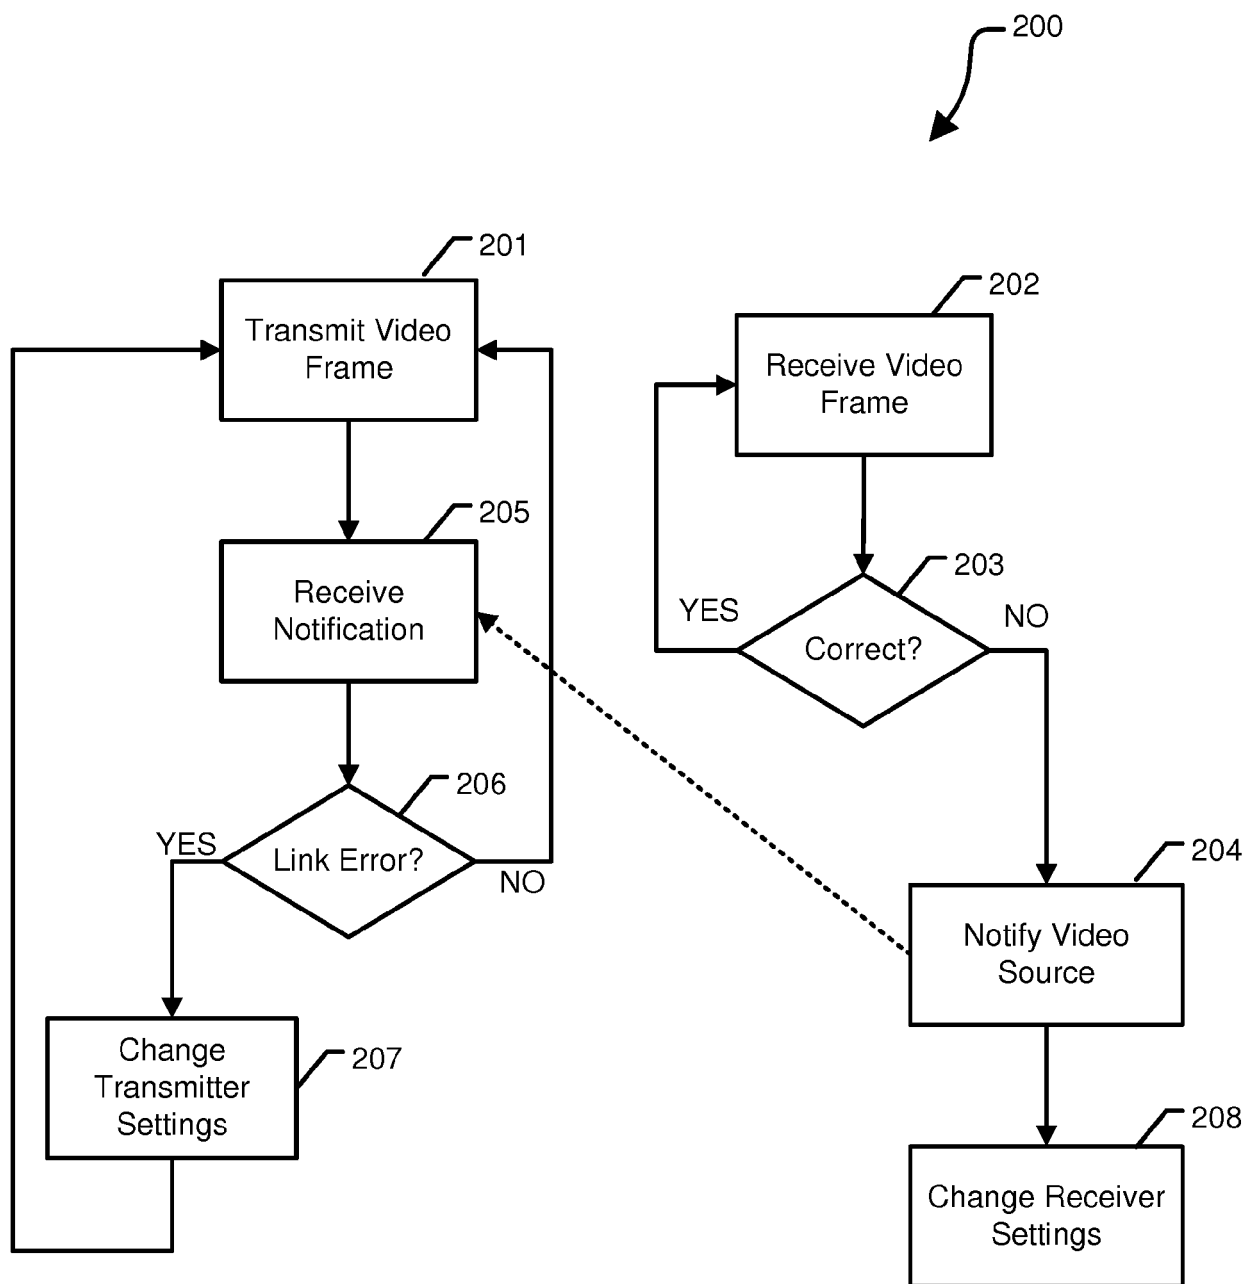 200
201
Transmit Video
Frame
202
Receive Video
Frame
205
Receive
Notification
203
YES
Correct?
NO
206
YES
Link Error?
NO
204
Notify Video
Source
207
Change
Transmitter
Settings
208
Change Receiver
Settings